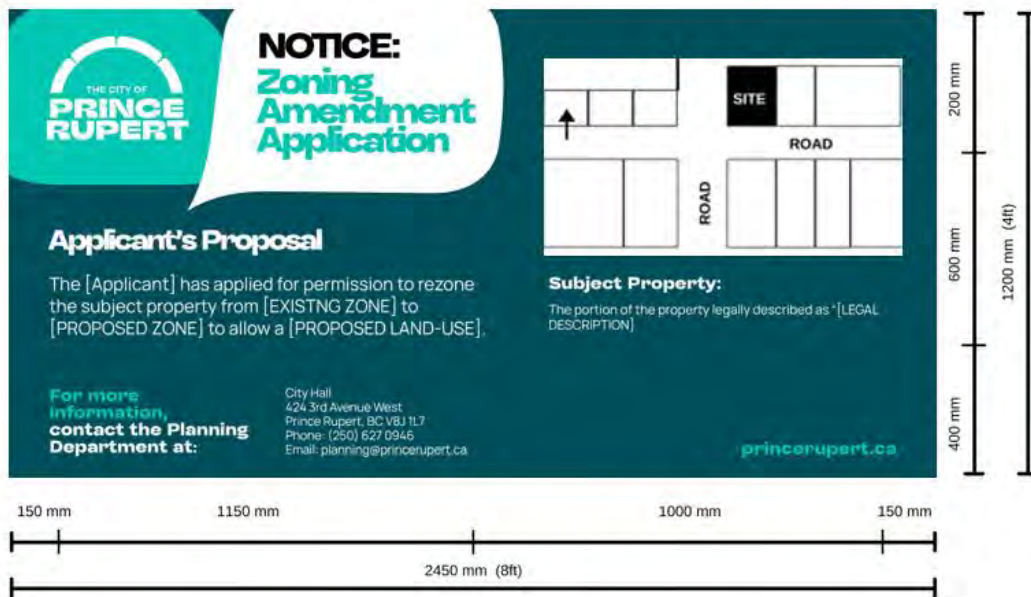 THE CITY OF
PRINCE
RUPERT
NOTICE:
Zoning
Amendment
Application
SITE
ROAD
ROAD
Applicant's Proposal
The [Applicant] has applied for permission to rezone
the subject property from [EXISTNG ZONE] to
[PROPOSED ZONE] to allow a [PROPOSED LAND-USE].
Subject Property:
The portion of the property legally described as "[LEGAL
DESCRIPTION]
For more
information,
contact the Planning
Department at:
City Hall
424 3rd Avenue West
Prince Rupert, BC V8J 1L7
Phone: (250) 627 0946
Email: planning@princerupert.ca
princerupert.ca
200 mm
600 mm
400 mm
1200 mm (4ft)
150 mm
1150 mm
1000 mm
150 mm
2450 mm (8ft)